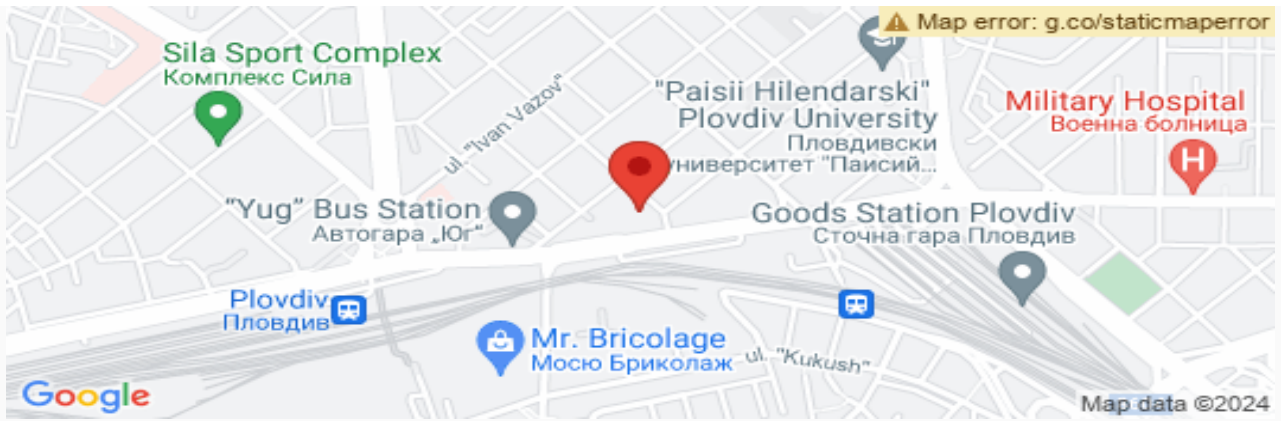 Map error: g.co/staticmaperror
Sila Sport Complex
Комплекс Сила
ul. "Ivan Vazov"
"Paisii Hilendarski"
Plovdiv University
Пловдивски
университет "Паисий...
Military Hospital
Военна болница
H
"Yug" Bus Station
Автогара „Юг"
Goods Station Plovdiv
Сточна гара Пловдив
Plovdiv
Пловдив
Mr. Bricolage
Мосю Бриколаж
ul. "Kukush"
Google
Map data ©2024